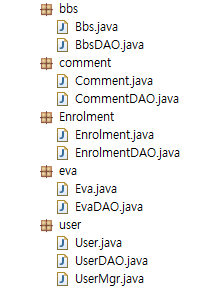 bbs
Bbs.java
BbsDAO.java
comment
Comment.java
CommentDAO.java
Enrolment
Enrolment.java
EnrolmentDAO.java
eva
Eva.java
EvaDAO.java
user
User.java
UserDAO.java
UserMgr.java